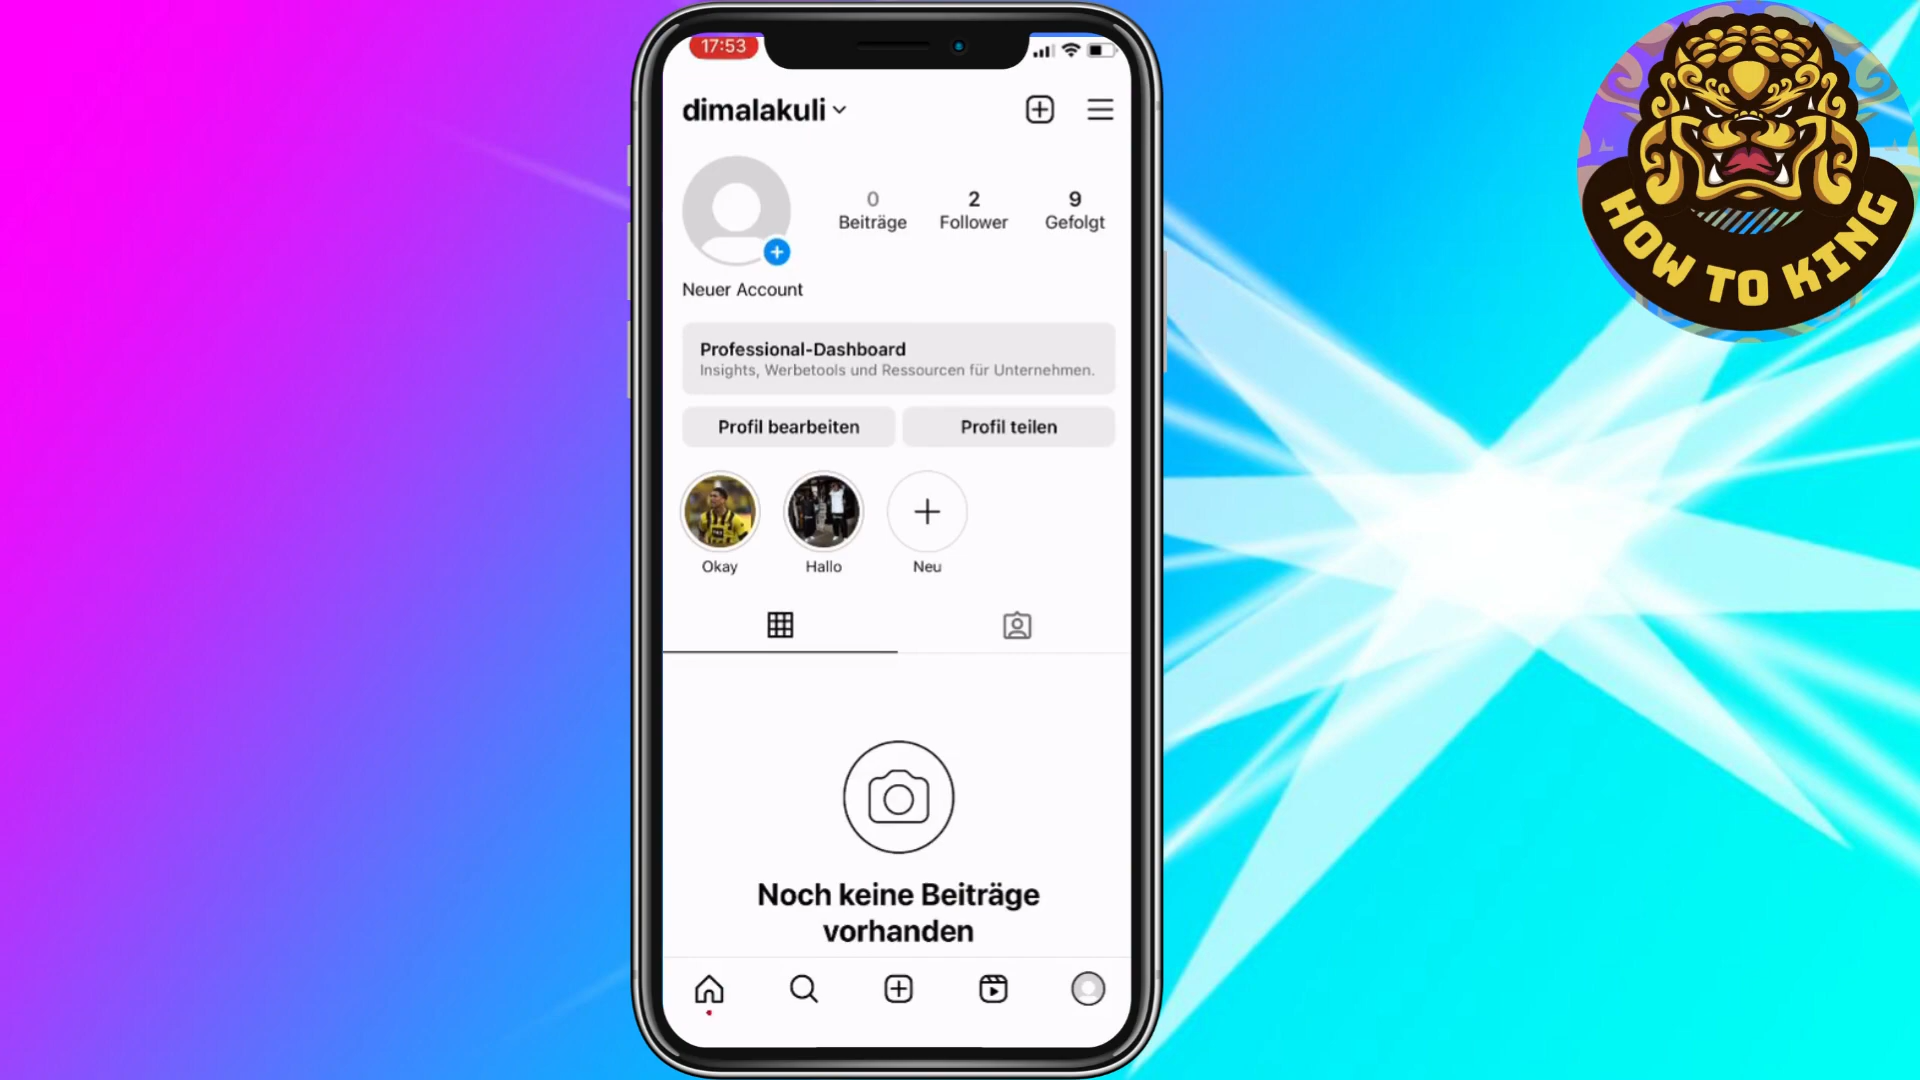 17:53
dimalakuli
0 2 9
Beiträge Follower Gefolgt
Neuer Account
Professional-Dashboard
Insights, Werbetools und Ressourcen für Unternehmen.
Profil bearbeiten Profil teilen
Okay Hallo Neu
Noch keine Beiträge
vorhanden
HOW TO KING